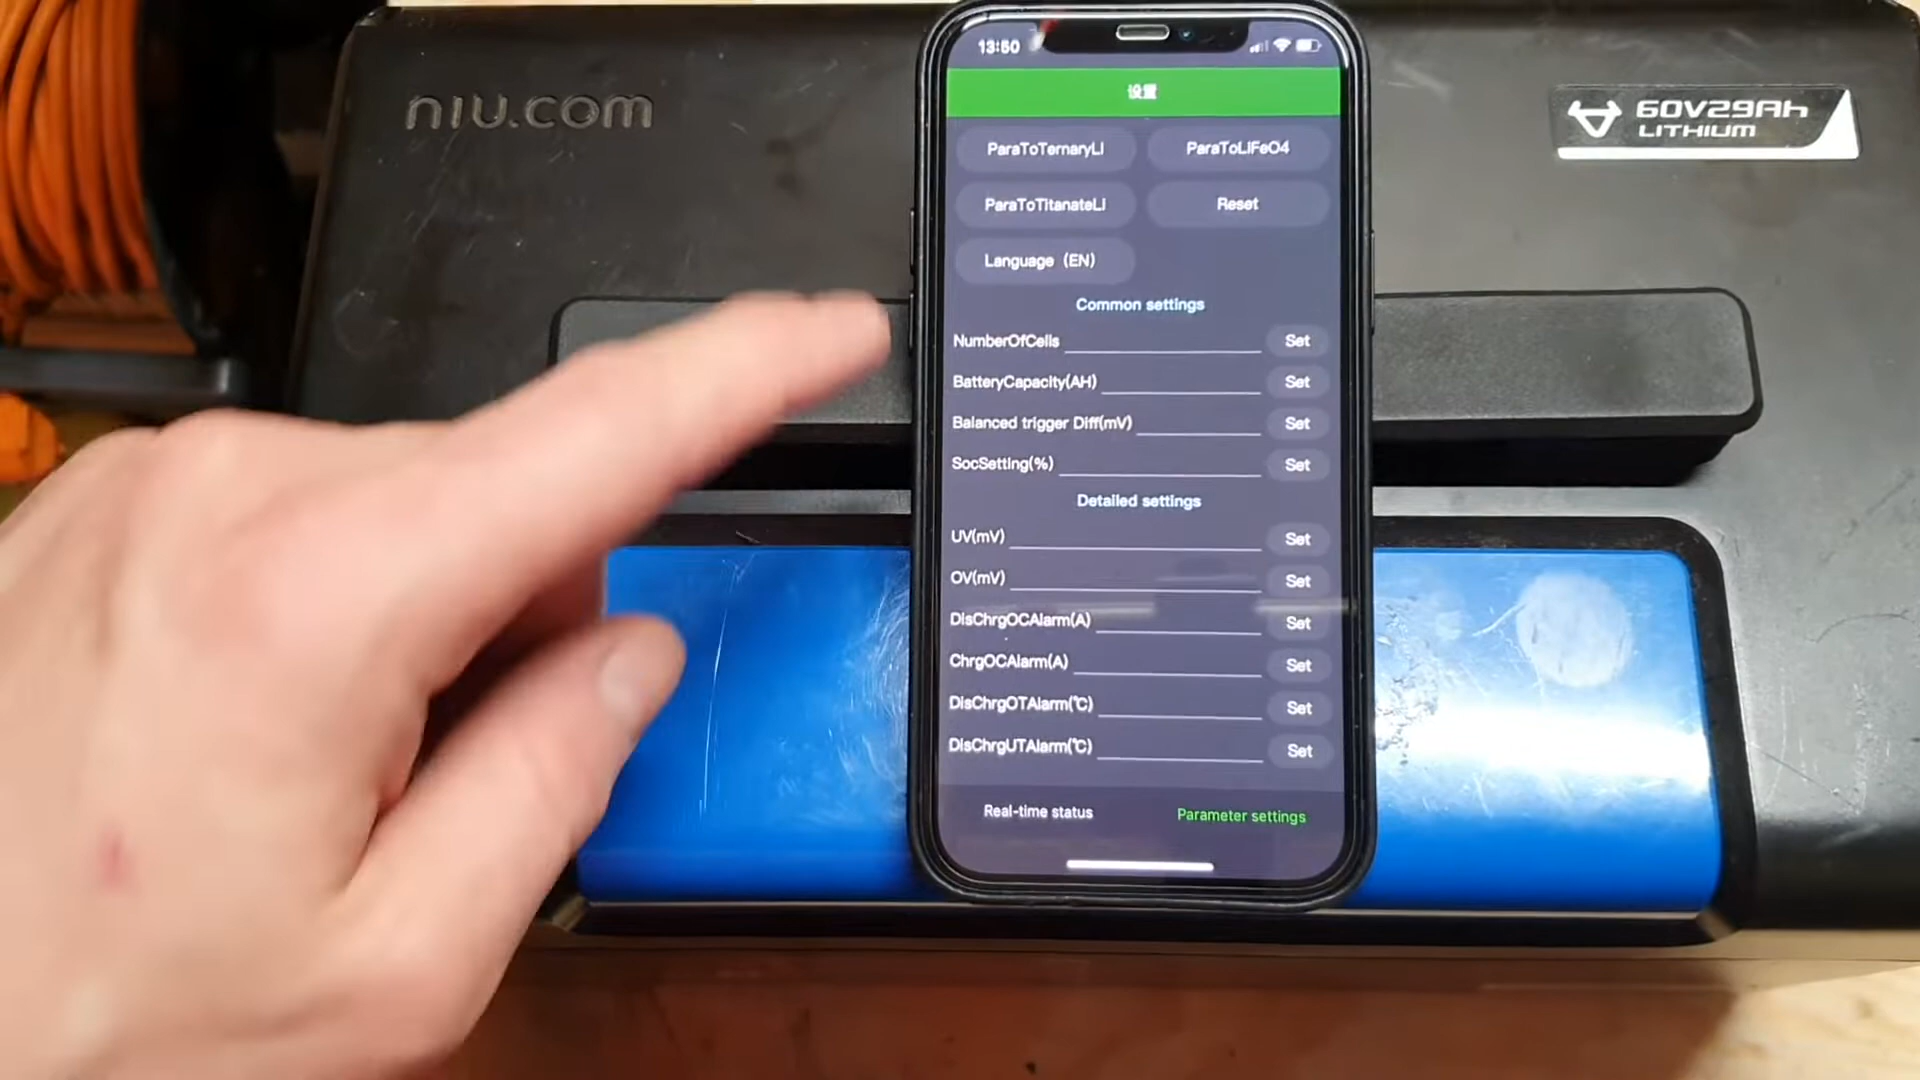 niu.com
60V29Ah
LITHIUM
13:50
设置
ParaToTernaryLi
ParaToLiFeO4
ParaToTitanateLi
Reset
Language（EN）
Common settings
NumberOfCells Set
BatteryCapacity(AH) Set
Balanced trigger Diff(mV) Set
SocSetting(%) Set
Detailed settings
UV(mV) Set
OV(mV) Set
DisChrgOCAlarm(A) Set
ChrgOCAlarm(A) Set
DisChrgOTAlarm(℃) Set
DisChrgUTAlarm(℃) Set
Real-time status
Parameter settings